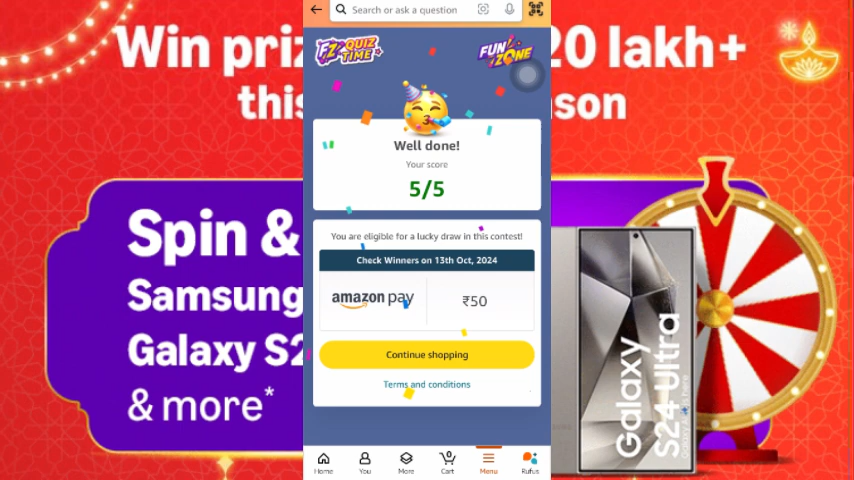 Win priz
20 lakh+
this
son
Spin &
Samsung
Galaxy S2
& more*
Search or ask a question
FZ QUIZ TIME
FUN ZONE
Well done!
Your score
5/5
You are eligible for a lucky draw in this contest!
Check Winners on 13th Oct, 2024
amazon pay
₹50
Continue shopping
Terms and conditions
Home
You
More
0
Cart
Menu
Rufus
Galaxy
S24 Ultra